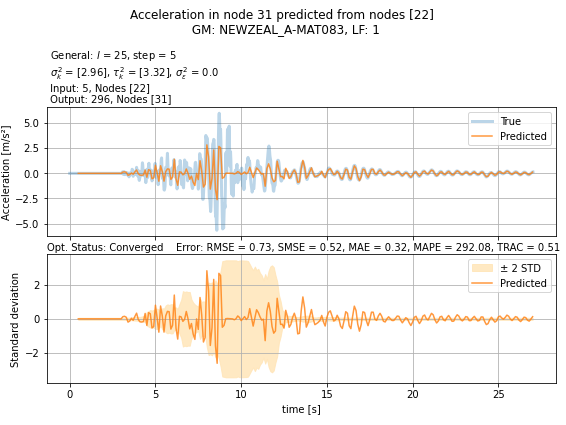 Acceleration in node 31 predicted from nodes [22]
GM: NEWZEAL_A-MAT083, LF: 1
General: l = 25, step = 5
σ²ₖ = [2.96], τ²ₖ = [3.32], σ²ₑ = 0.0
Input: 5, Nodes [22]
Output: 296, Nodes [31]
Acceleration [m/s²]
5.0
2.5
0.0
−2.5
−5.0
True
Predicted
Opt. Status: Converged Error: RMSE = 0.73, SMSE = 0.52, MAE = 0.32, MAPE = 292.08, TRAC = 0.51
Standard deviation
2
0
−2
± 2 STD
Predicted
0 5 10 15 20 25
time [s]